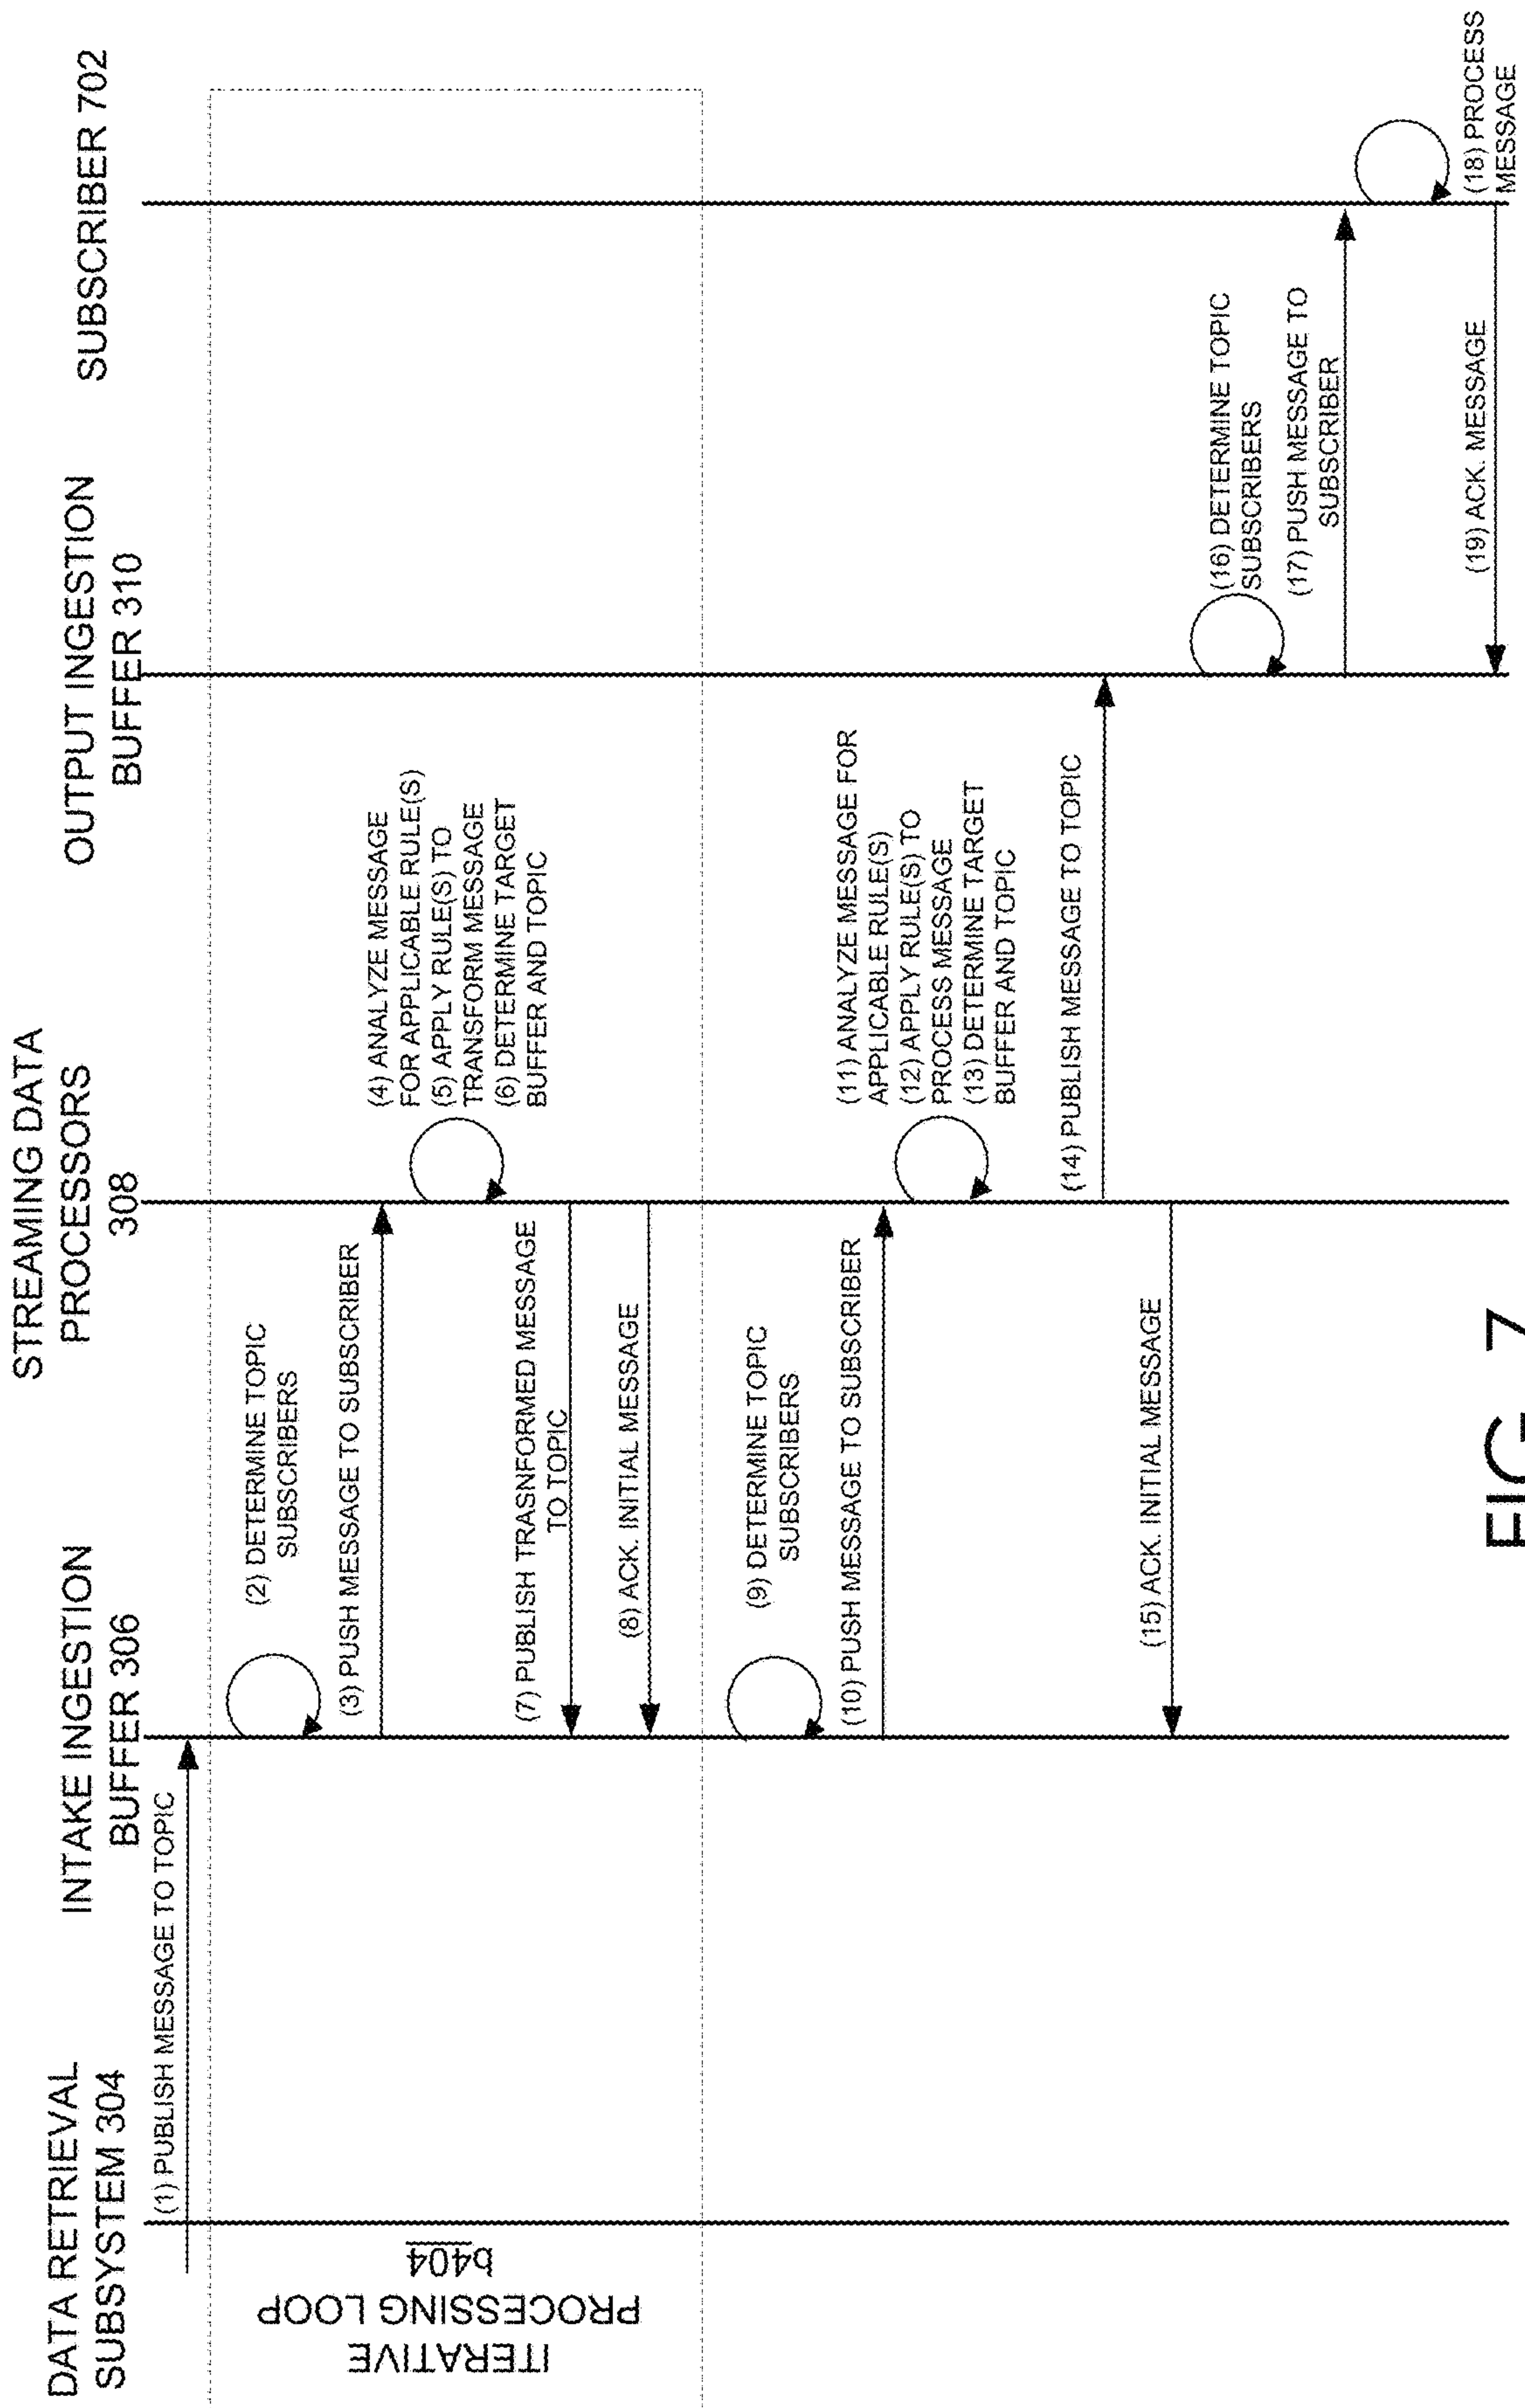 DATA RETRIEVAL
SUBSYSTEM 304
INTAKE INGESTION
BUFFER 306
STREAMING DATA
PROCESSORS
308
OUTPUT INGESTION
BUFFER 310
SUBSCRIBER 702
(1) PUBLISH MESSAGE TO TOPIC
ITERATIVE
PROCESSING LOOP
b404
(2) DETERMINE TOPIC
SUBSCRIBERS
(3) PUSH MESSAGE TO SUBSCRIBER
(4) ANALYZE MESSAGE
FOR APPLICABLE RULE(S)
(5) APPLY RULE(S) TO
TRANSFORM MESSAGE
(6) DETERMINE TARGET
BUFFER AND TOPIC
(7) PUBLISH TRASNFORMED MESSAGE
TO TOPIC
(8) ACK. INITIAL MESSAGE
(9) DETERMINE TOPIC
SUBSCRIBERS
(10) PUSH MESSAGE TO SUBSCRIBER
(11) ANALYZE MESSAGE FOR
APPLICABLE RULE(S)
(12) APPLY RULE(S) TO
PROCESS MESSAGE
(13) DETERMINE TARGET
BUFFER AND TOPIC
(14) PUBLISH MESSAGE TO TOPIC
(15) ACK. INITIAL MESSAGE
(16) DETERMINE TOPIC
SUBSCRIBERS
(17) PUSH MESSAGE TO
SUBSCRIBER
(18) PROCESS
MESSAGE
(19) ACK. MESSAGE
FIG. 7